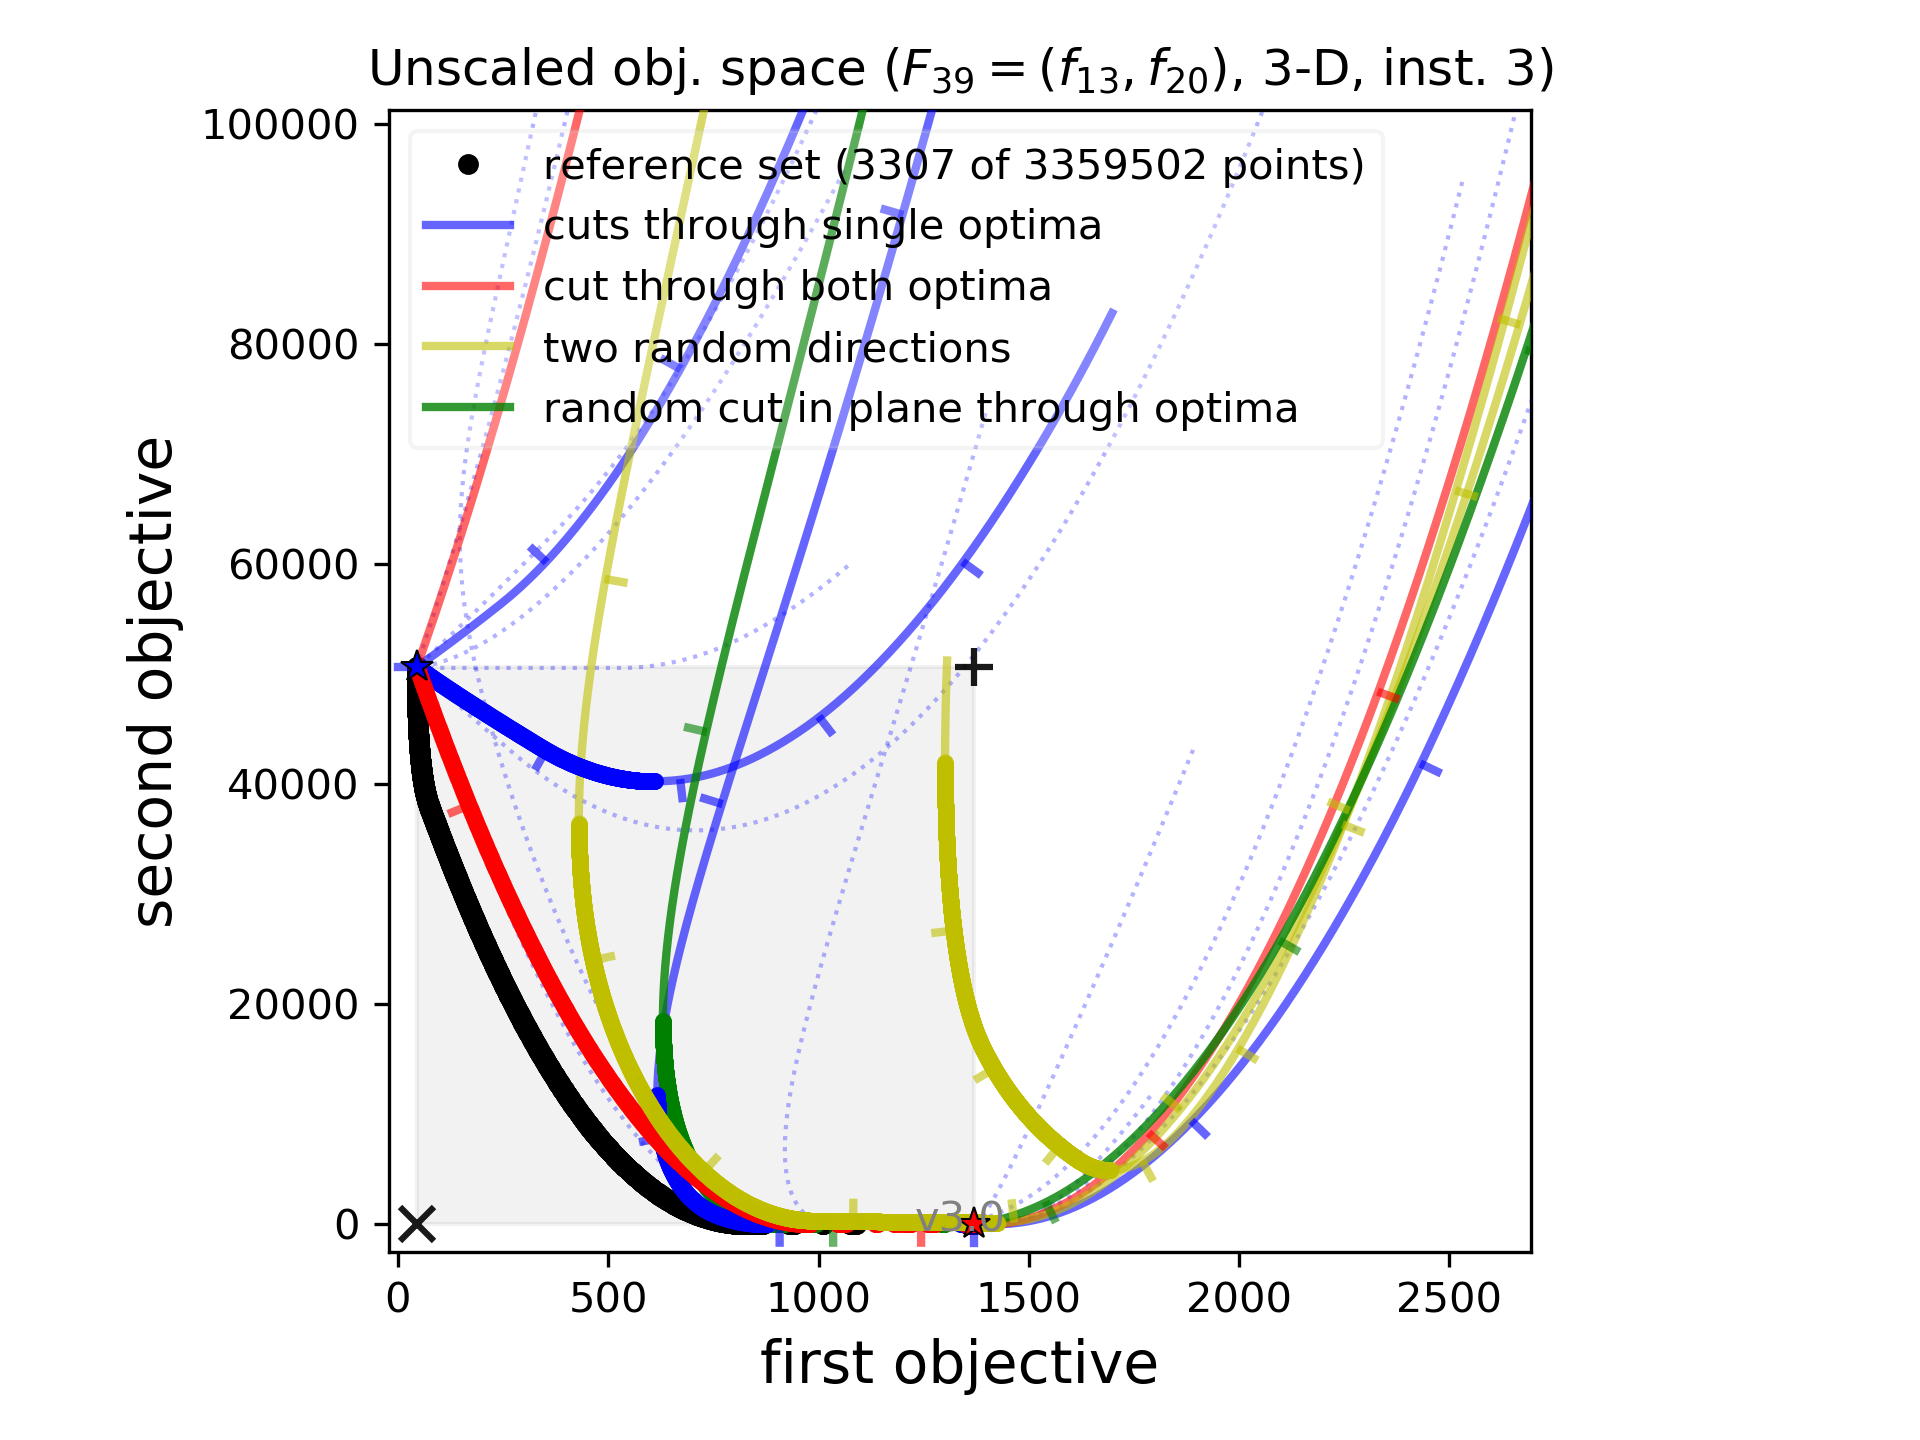 Unscaled obj. space (F39 = (f13, f20), 3-D, inst. 3)
100000
80000
60000
40000
20000
0
second objective
reference set (3307 of 3359502 points)
cuts through single optima
cut through both optima
two random directions
random cut in plane through optima
v3.0
0 500 1000 1500 2000 2500
first objective